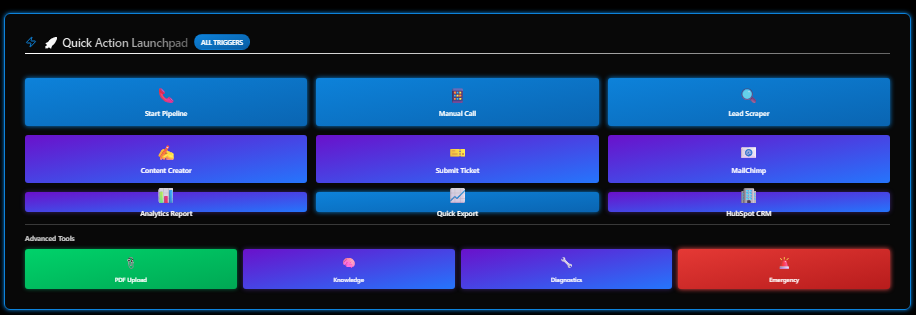 Quick Action Launchpad ALL TRIGGERS
Start Pipeline Manual Call Lead Scraper
Content Creator Submit Ticket MailChimp
Analytics Report Quick Export HubSpot CRM
Advanced Tools
PDF Upload Knowledge Diagnostics Emergency